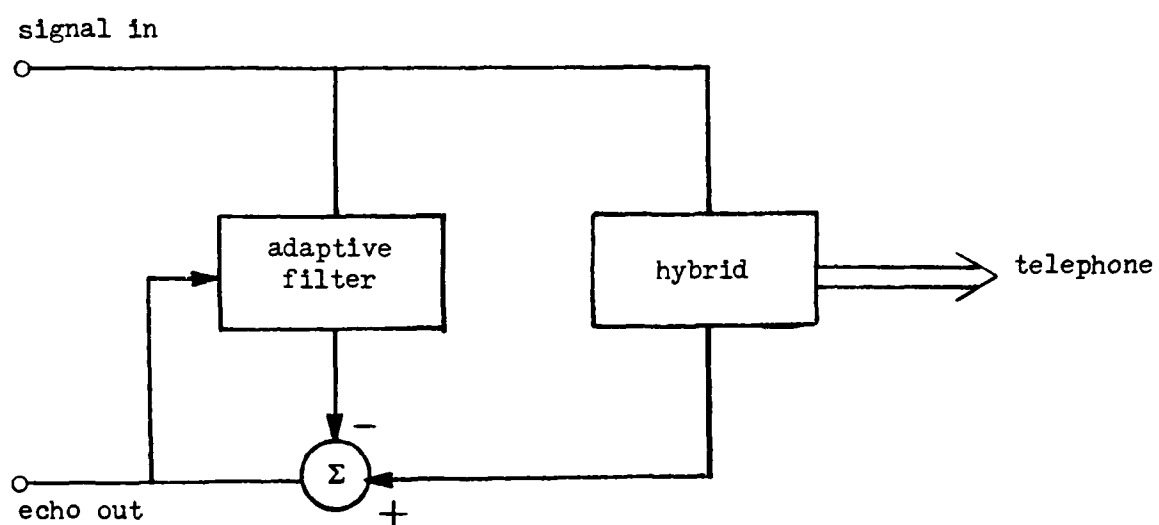 signal in
adaptive
filter
hybrid
telephone
−
Σ
+
echo out